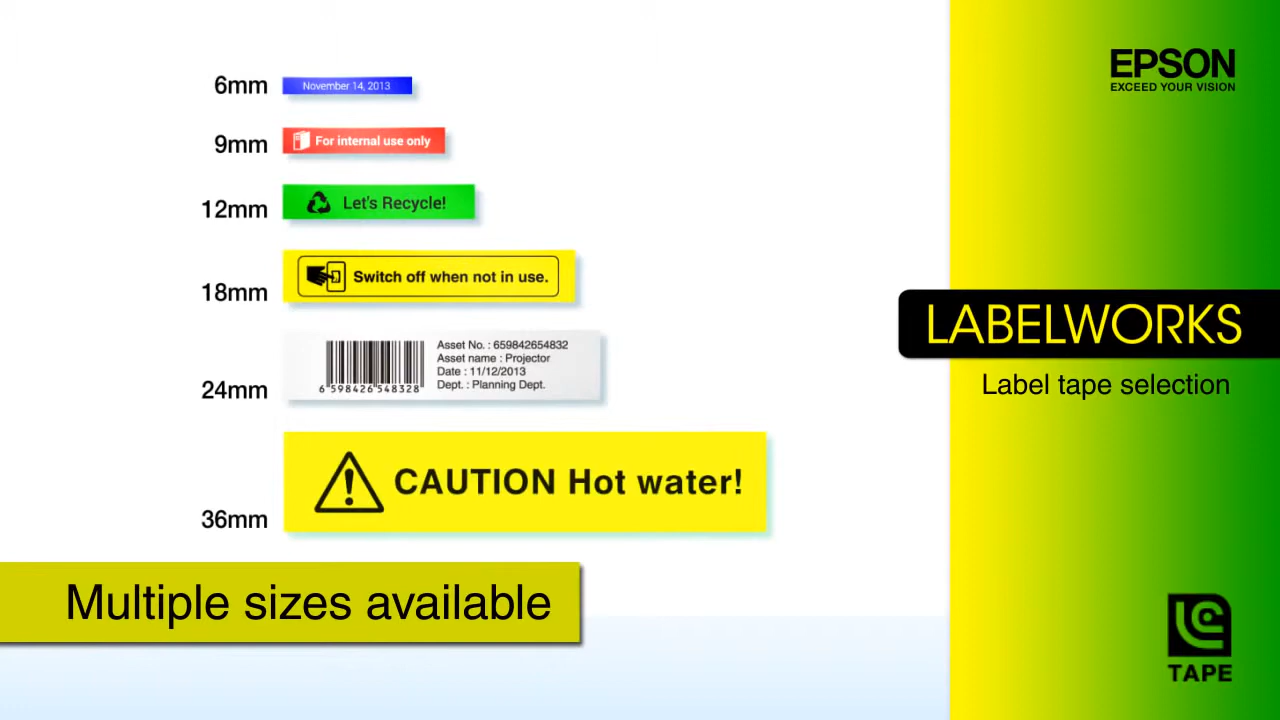 6mm
November 14, 2013
9mm
For internal use only
12mm
Let's Recycle!
18mm
Switch off when not in use.
24mm
6 598426 548328
Asset No. : 659842654832
Asset name : Projector
Date : 11/12/2013
Dept. : Planning Dept.
36mm
CAUTION Hot water!
Multiple sizes available
EPSON
EXCEED YOUR VISION
LABELWORKS
Label tape selection
LC
TAPE